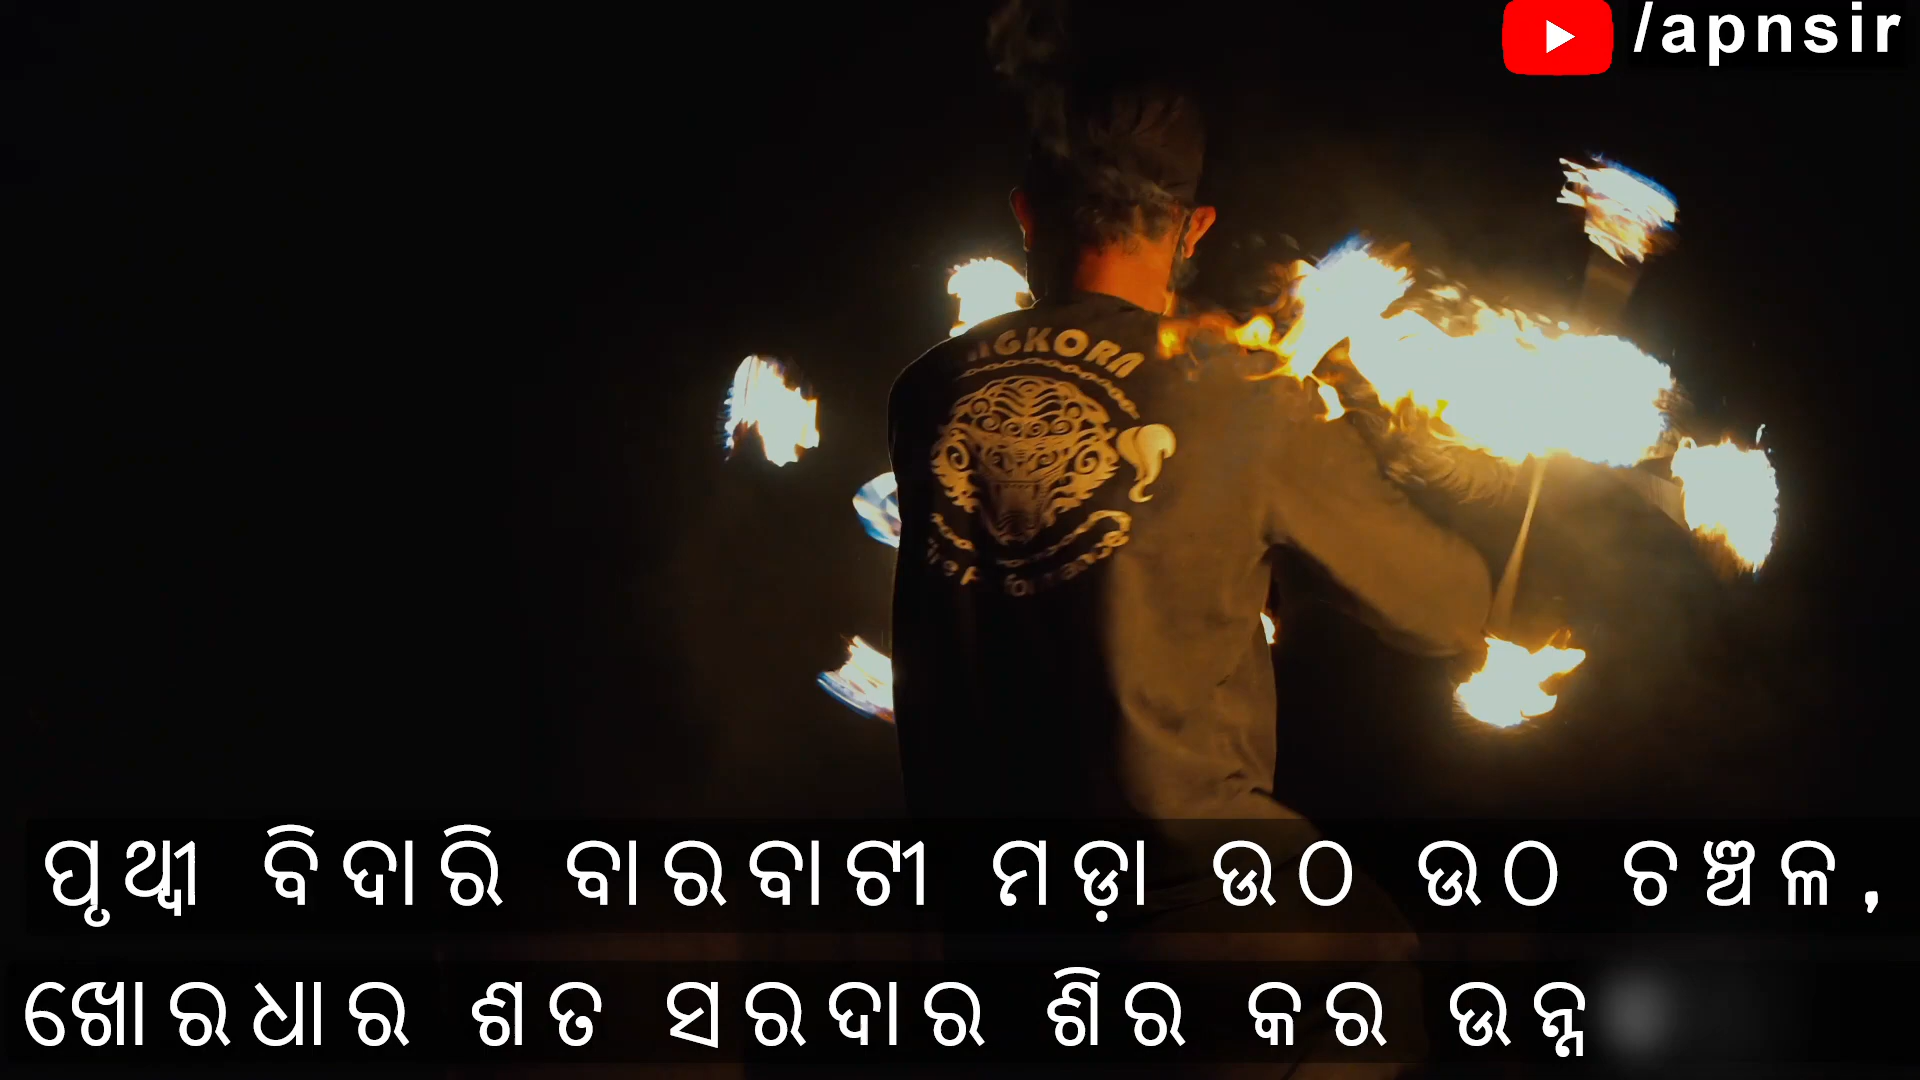 /apnsir
ପୃଥ୍ୱୀ ବିଦାରି ବାରବାଟୀ ମଡ଼ା ଉଠ ଉଠ ଚଞ୍ଚଳ,
ଖୋରଧାର ଶତ ସରଦାର ଶିର କର ଉନ୍ନ